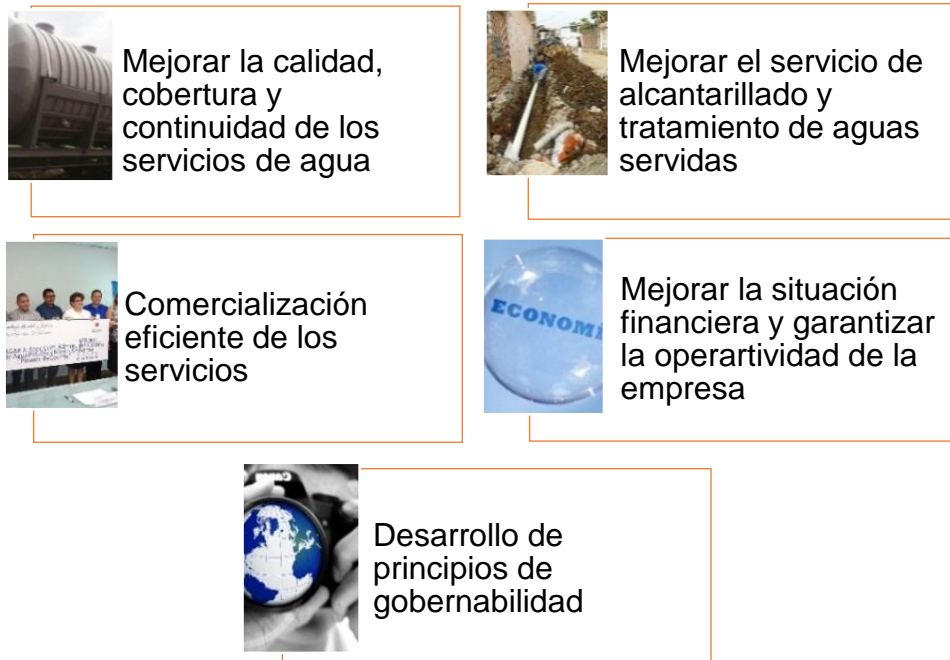 Mejorar la calidad,
cobertura y
continuidad de los
servicios de agua
Mejorar el servicio de
alcantarillado y
tratamiento de aguas
servidas
Comercialización
eficiente de los
servicios
ECONOMÍ
Mejorar la situación
financiera y garantizar
la operartividad de la
empresa
Canon
Desarrollo de
principios de
gobernabilidad